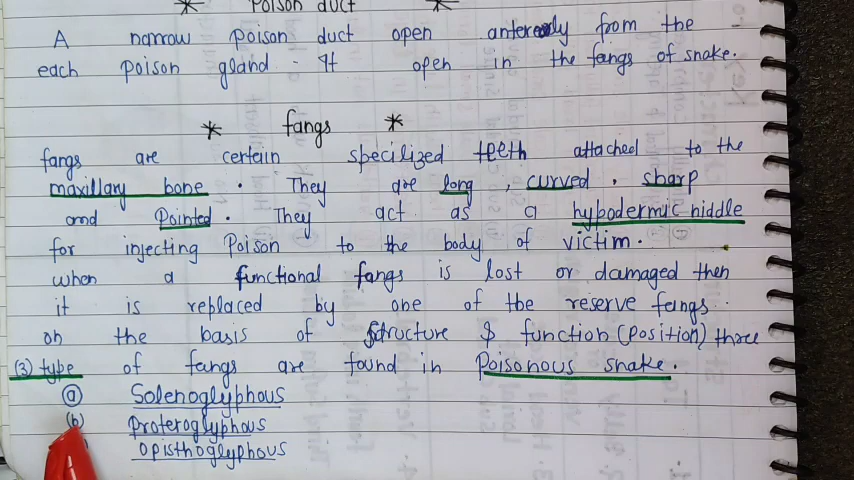 * Poison duct *
A narrow poison duct open anterealy from the
each poison gland - It open in the fangs of snake.
* fangs *
fangs are certain specilized teeth attached to the
maxillary bone. They are long, curved, sharp
and Pointed. They act as a hybodermic niddle
for injecting Poison to the body of victim.
when a functional fangs is lost or damaged then
it is replaced by one of the reserve fangs.
on the basis of structure & function (position) three
(3) type of fangs are found in Poisonous snake.
(a) Solenoglyphous
(b) Proteroglyphous
opisthoglyphous